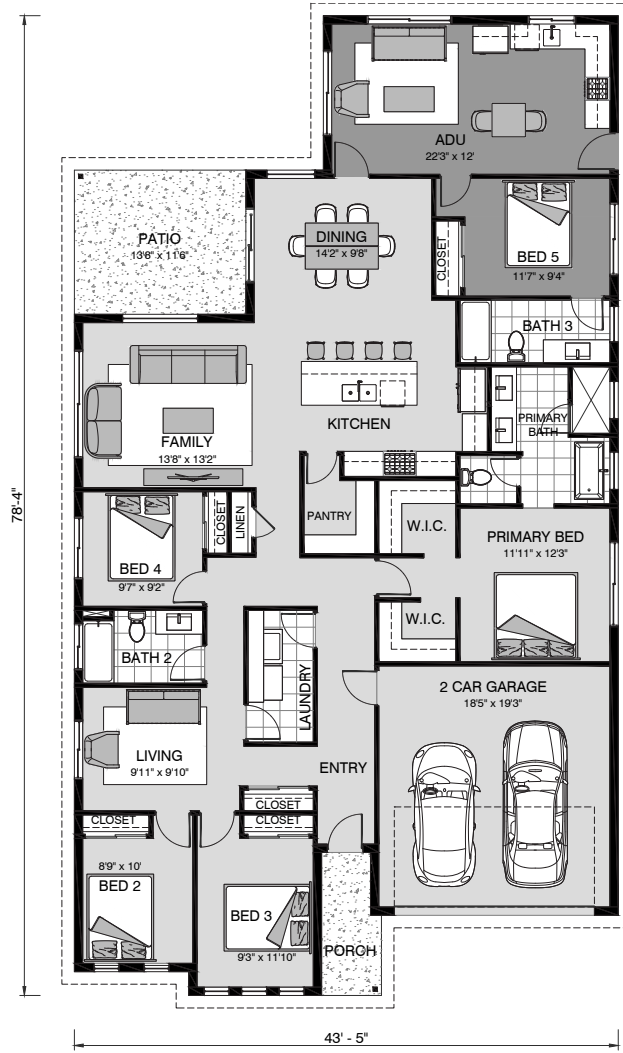 ADU
22'3" x 12'
PATIO
13'8" x 11'6"
DINING
14'2" x 9'8"
CLOSET
BED 5
11'7" x 9'4"
BATH 3
KITCHEN
PRIMARY
BATH
FAMILY
13'8" x 13'2"
78'-4"
CLOSET
LINEN
PANTRY
W.I.C.
PRIMARY BED
11'11" x 12'3"
BED 4
9'7" x 9'2"
W.I.C.
BATH 2
LAUNDRY
2 CAR GARAGE
18'5" x 19'3"
LIVING
9'11" x 9'10"
ENTRY
CLOSET
CLOSET
CLOSET
8'9" x 10'
BED 2
BED 3
9'3" x 11'10"
PORCH
43' - 5"